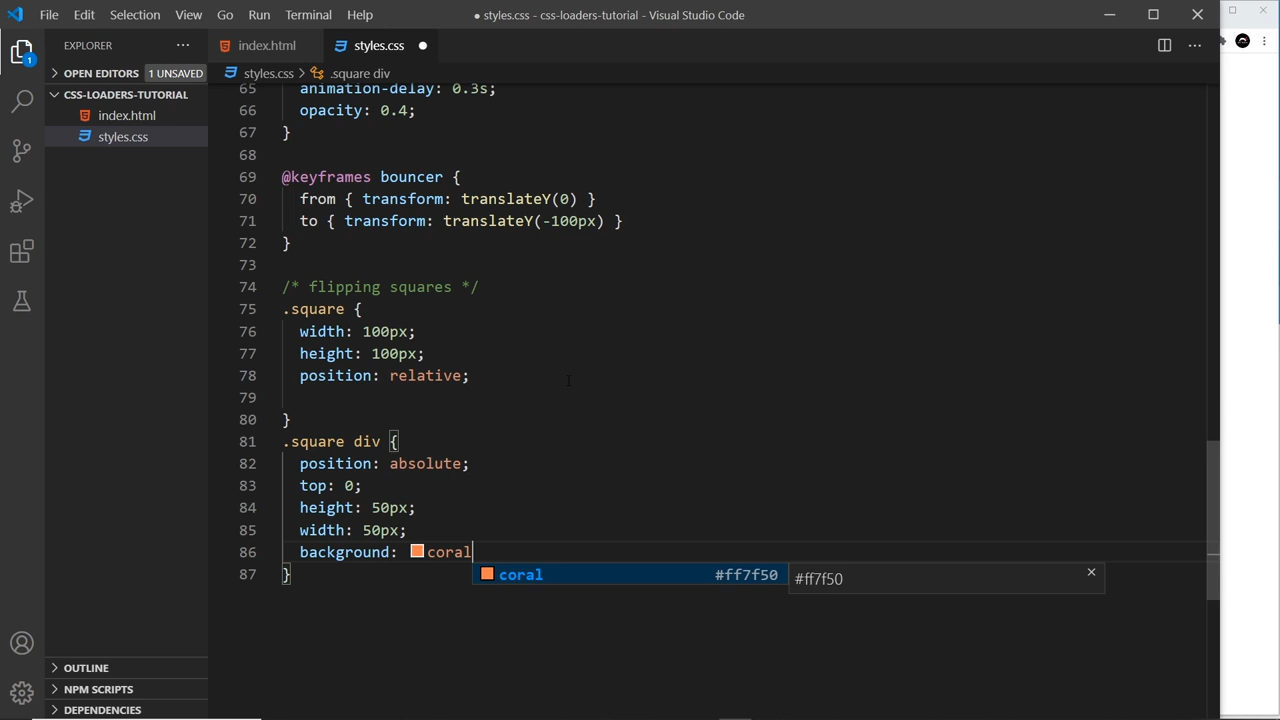 File Edit Selection View Go Run Terminal Help
● styles.css - css-loaders-tutorial - Visual Studio Code
EXPLORER
index.html
styles.css
OPEN EDITORS 1 UNSAVED
styles.css > .square div
CSS-LOADERS-TUTORIAL
index.html
styles.css
1
65 animation-delay: 0.3s;
66 opacity: 0.4;
67 }
68
69 @keyframes bouncer {
70 from { transform: translateY(0) }
71 to { transform: translateY(-100px) }
72 }
73
74 /* flipping squares */
75 .square {
76 width: 100px;
77 height: 100px;
78 position: relative;
79
80 }
81 .square div {
82 position: absolute;
83 top: 0;
84 height: 50px;
85 width: 50px;
86 background: coral
87 }
coral #ff7f50
#ff7f50
OUTLINE
NPM SCRIPTS
DEPENDENCIES